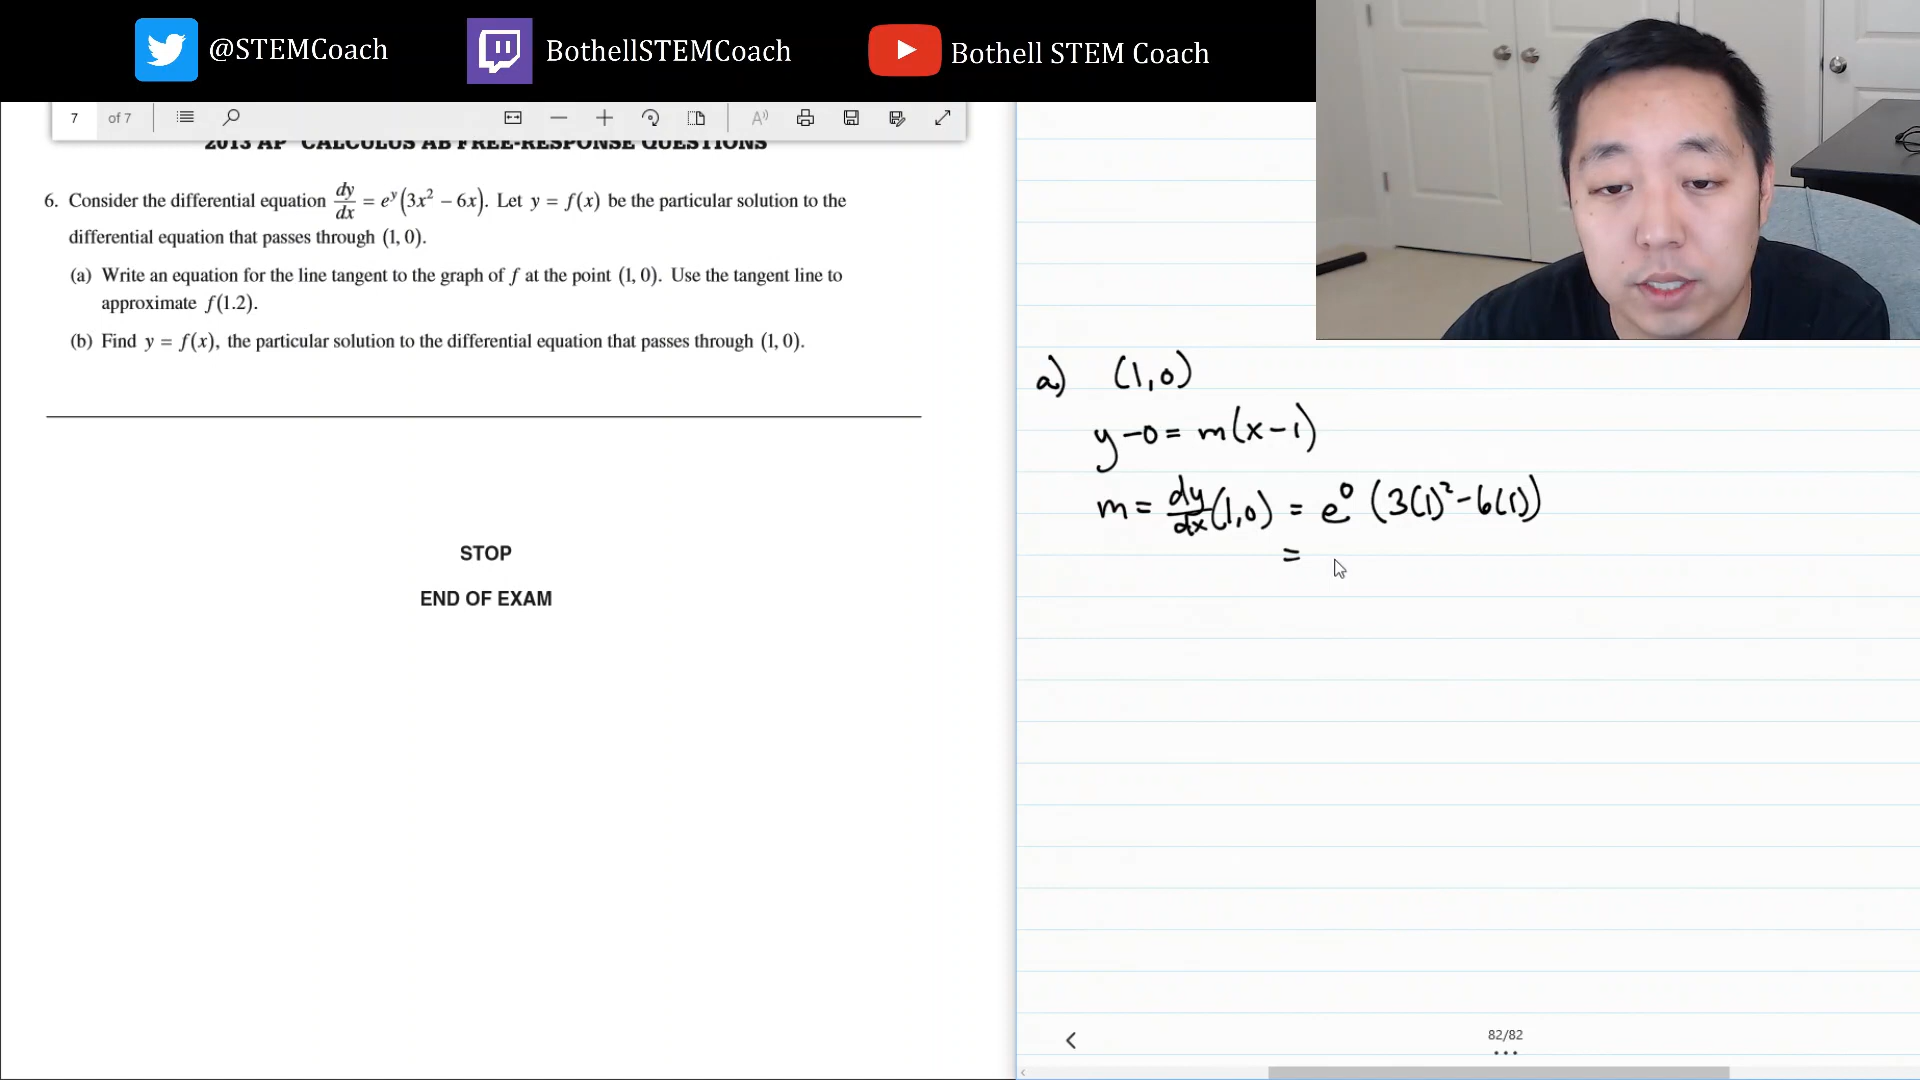 @STEMCoach
BothellSTEMCoach
Bothell STEM Coach
7 of 7
2013 AP CALCULUS AB FREE-RESPONSE QUESTIONS
6. Consider the differential equation dy/dx = e^y(3x² − 6x). Let y = f(x) be the particular solution to the
differential equation that passes through (1, 0).
(a) Write an equation for the line tangent to the graph of f at the point (1, 0). Use the tangent line to
approximate f(1.2).
(b) Find y = f(x), the particular solution to the differential equation that passes through (1, 0).
STOP
END OF EXAM
a) (1,0)
y-0 = m(x-1)
m = dy/dx(1,0) = e^0 (3(1)²-6(1))
=
82/82